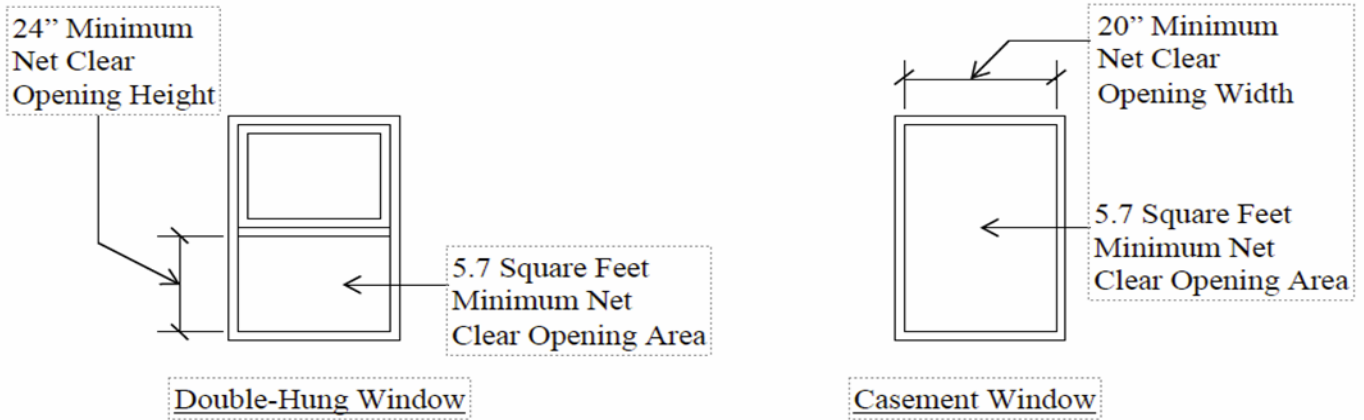 24” Minimum
Net Clear
Opening Height
5.7 Square Feet
Minimum Net
Clear Opening Area
Double-Hung Window
20” Minimum
Net Clear
Opening Width
5.7 Square Feet
Minimum Net
Clear Opening Area
Casement Window